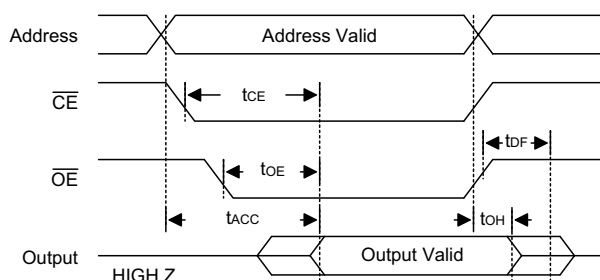 Address
Address Valid
CE
tCE
tDF
OE
tOE
tACC
tOH
Output
Output Valid
HIGH Z